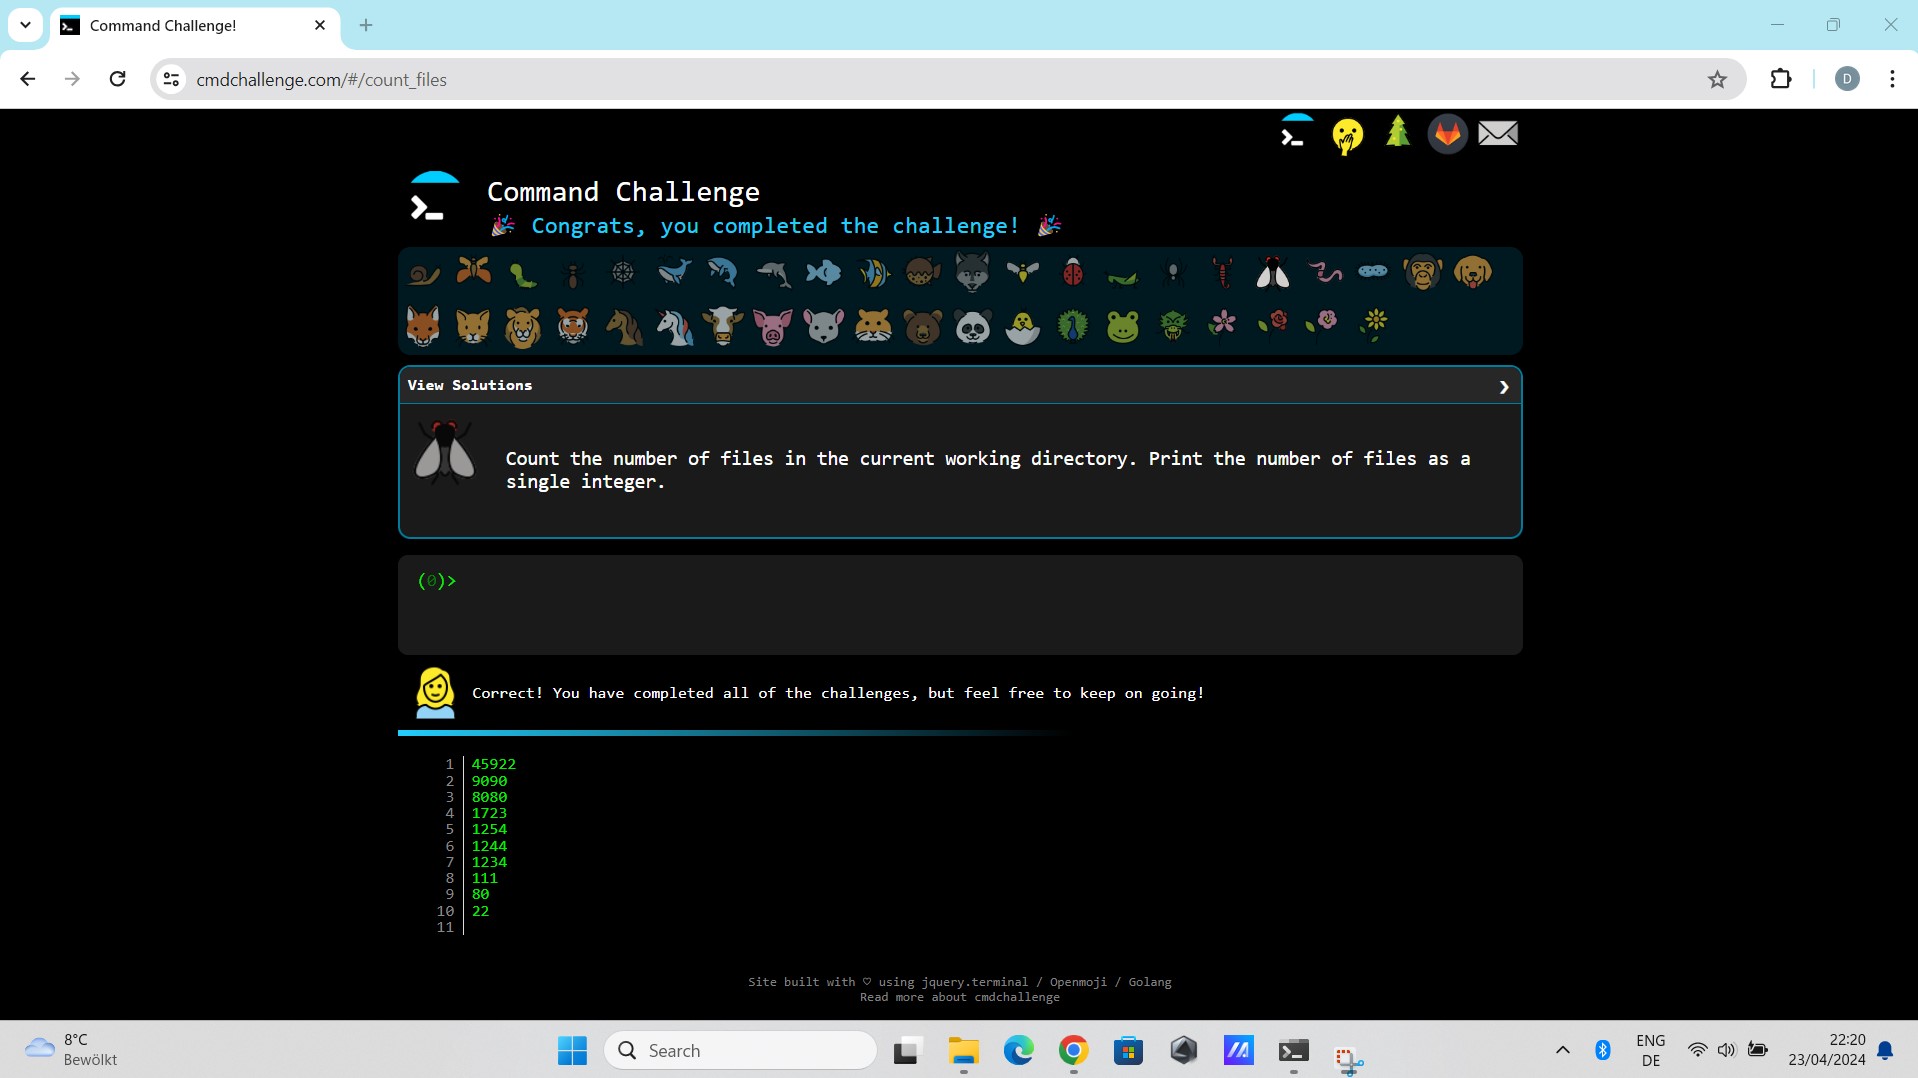 Command Challenge!
cmdchallenge.com/#/count_files
D
Command Challenge
Congrats, you completed the challenge!
View Solutions
Count the number of files in the current working directory. Print the number of files as a
single integer.
(0)>
Correct! You have completed all of the challenges, but feel free to keep on going!
1 45922
2 9090
3 8080
4 1723
5 1254
6 1244
7 1234
8 111
9 80
10 22
11
Site built with ♡ using jquery.terminal / Openmoji / Golang
Read more about cmdchallenge
8°C
Bewölkt
Search
ENG
DE
22:20
23/04/2024